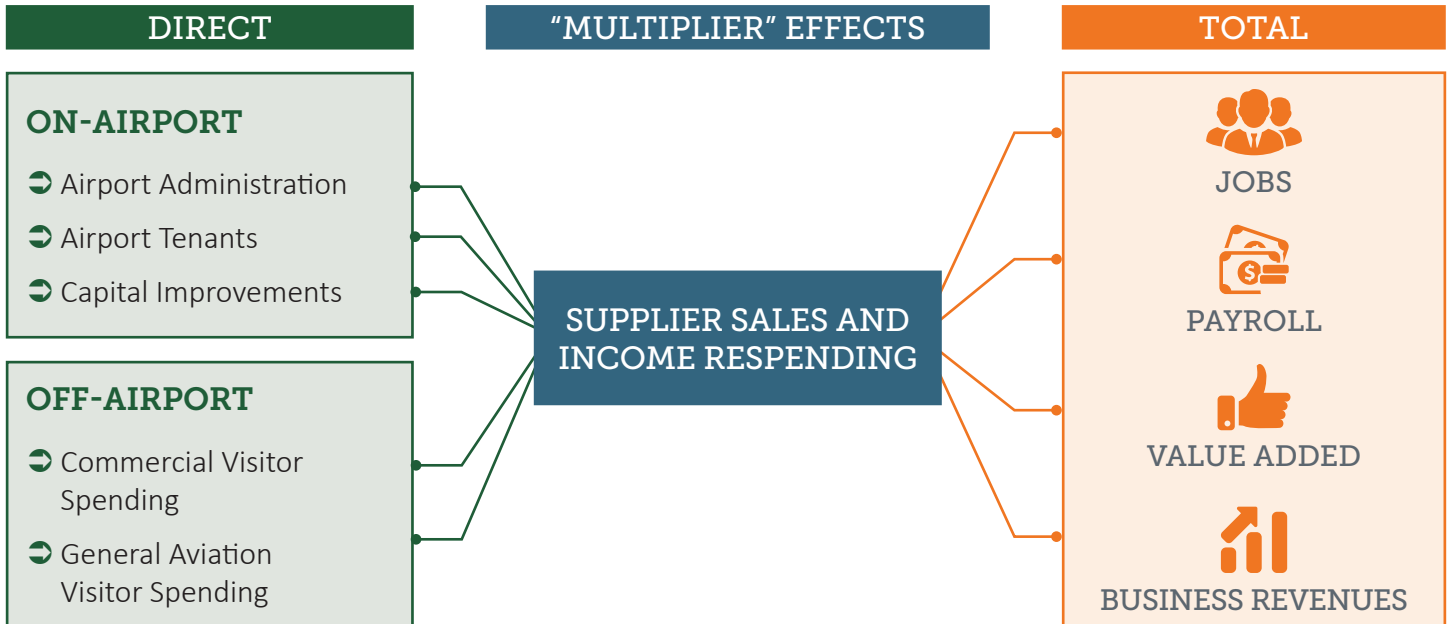 DIRECT
“MULTIPLIER” EFFECTS
TOTAL
ON-AIRPORT
Airport Administration
Airport Tenants
Capital Improvements
OFF-AIRPORT
Commercial Visitor
Spending
General Aviation
Visitor Spending
SUPPLIER SALES AND
INCOME RESPENDING
JOBS
$
PAYROLL
VALUE ADDED
BUSINESS REVENUES